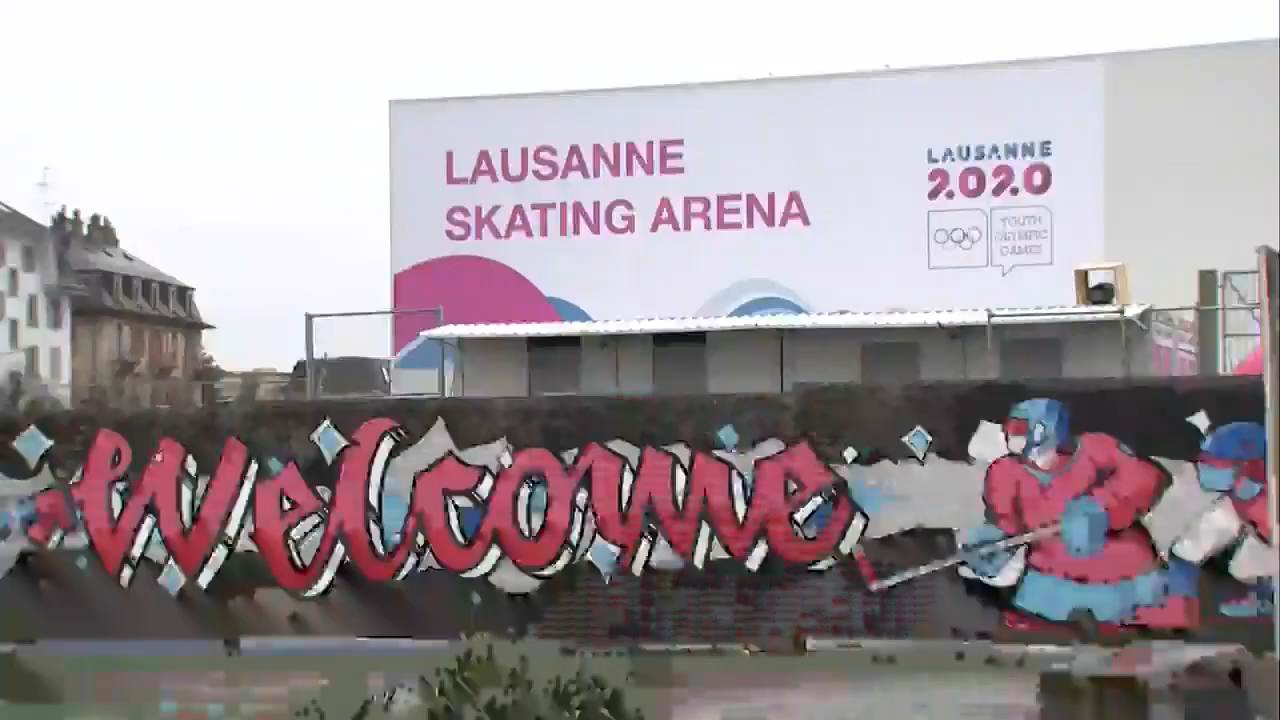 LAUSANNE
SKATING ARENA
LAUSANNE
2020
YOUTH
OLYMPIC
GAMES
Welcome